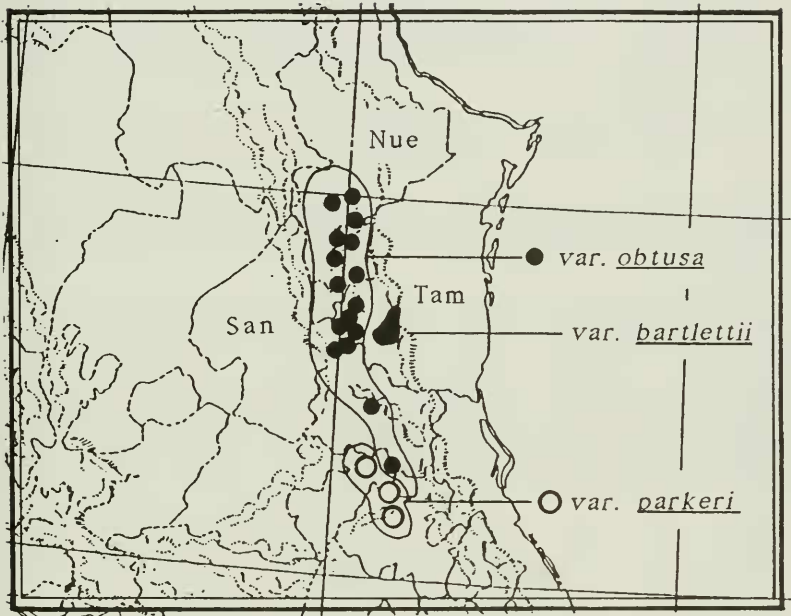 Nue
var. obtusa
Tam
San
var. bartlettii
var. parkeri